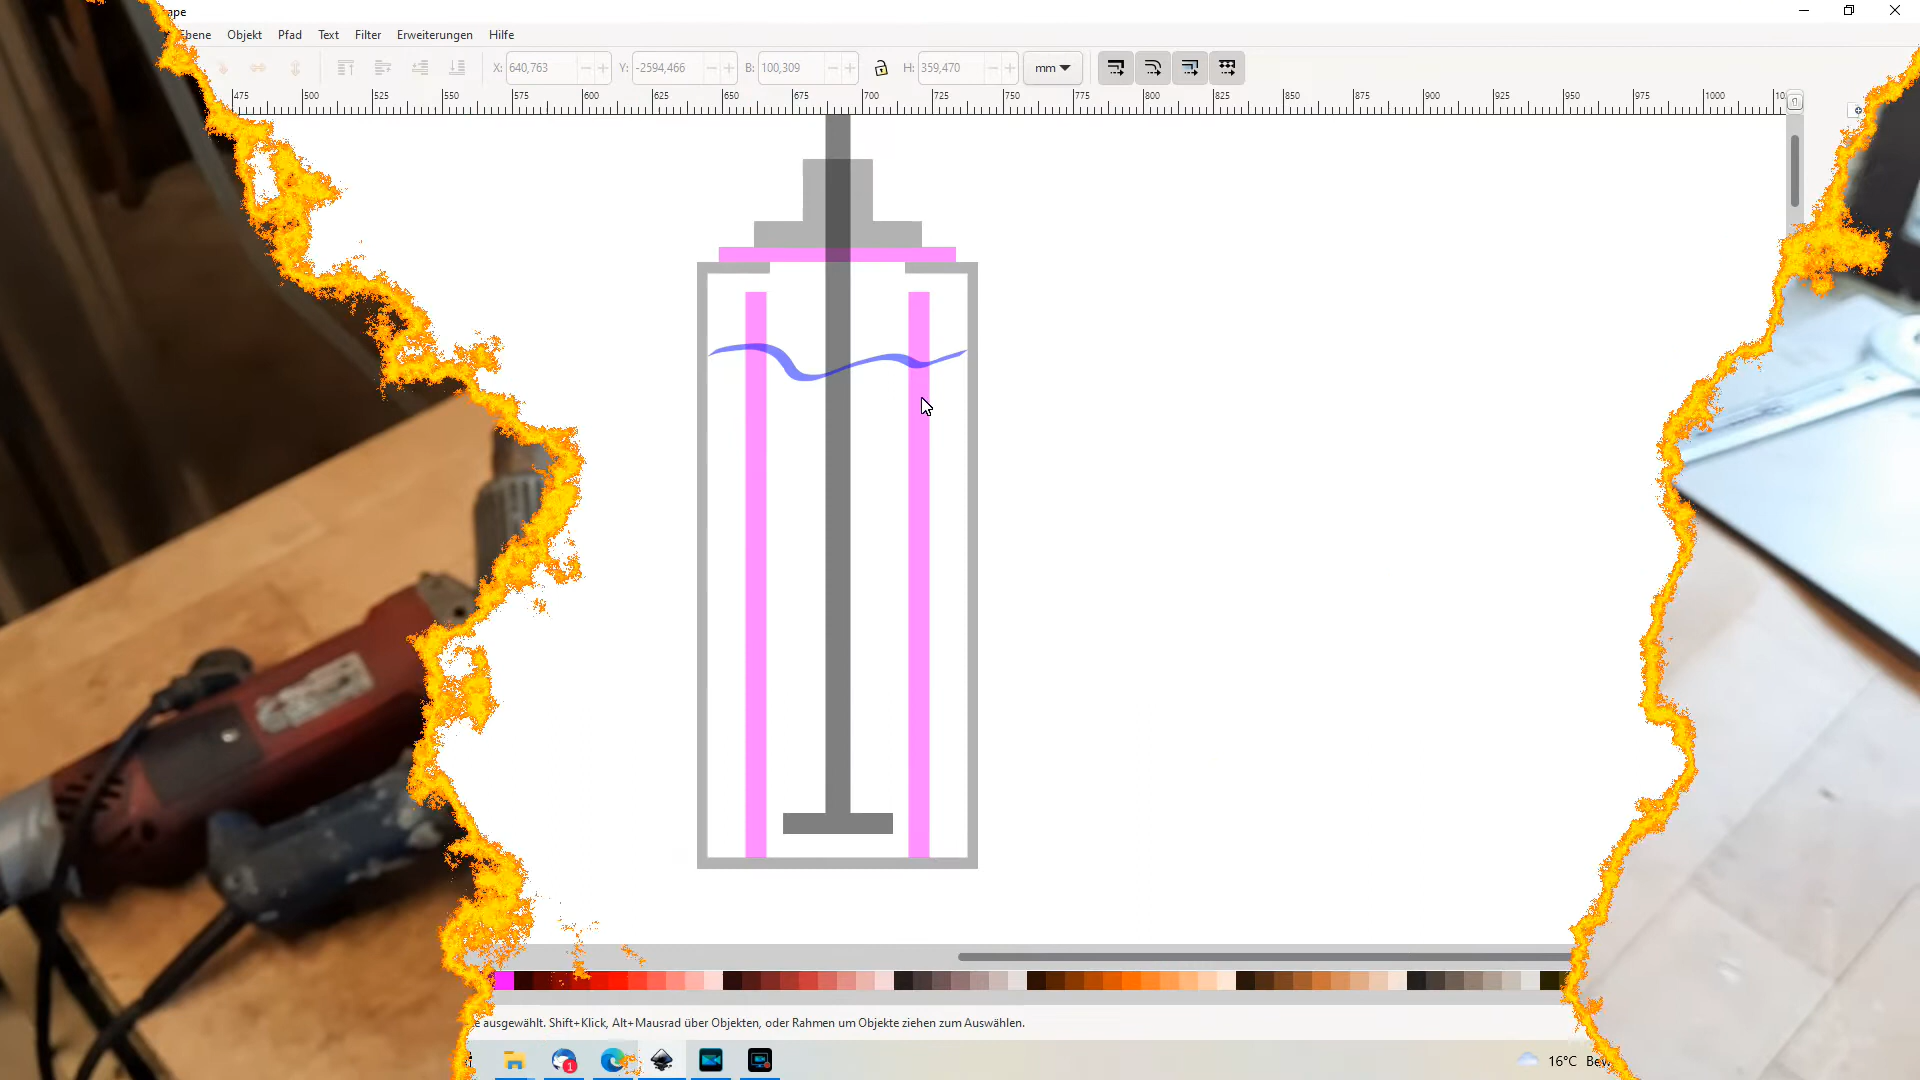 ape
Ebene Objekt Pfad Text Filter Erweiterungen Hilfe
X: 640,763 Y: -2594,466 B: 100,309 H: 359,470 mm
475 500 525 550 575 600 625 650 675 700 725 750 775 800 825 850 875 900 925 950 975 1000
ausgewählt. Shift+Klick, Alt+Mausrad über Objekten, oder Rahmen um Objekte ziehen zum Auswählen.
1
16°C